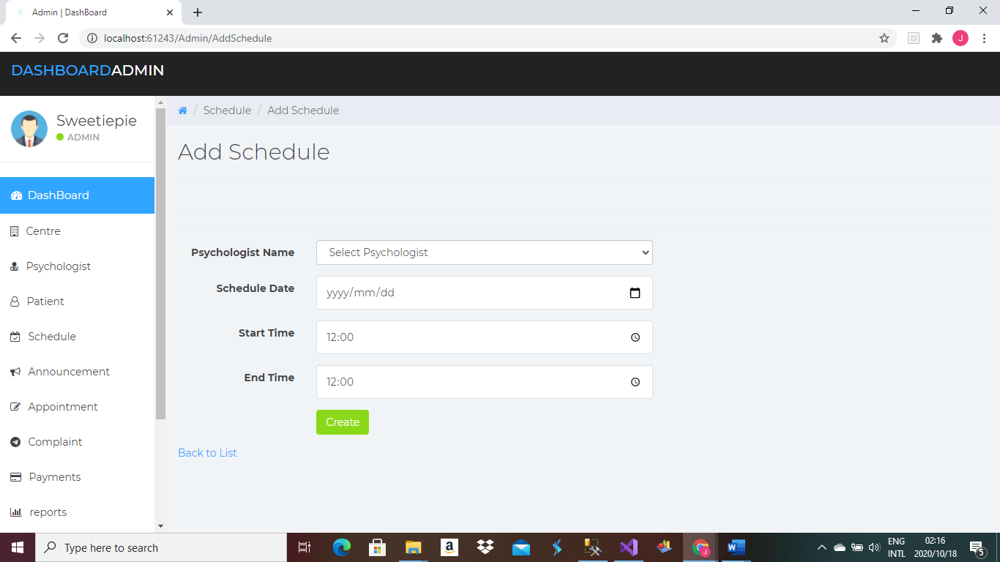 Admin | DashBoard
localhost:61243/Admin/AddSchedule
J
DASHBOARDADMIN
Sweetiepie
ADMIN
/ Schedule / Add Schedule
Add Schedule
DashBoard
Centre
Psychologist
Patient
Schedule
Announcement
Appointment
Complaint
Payments
reports
Psychologist Name
Select Psychologist
Schedule Date
yyyy/mm/dd
Start Time
12:00
End Time
12:00
Create
Back to List
Type here to search
a
J
W
ENG
INTL
02:16
2020/10/18
5